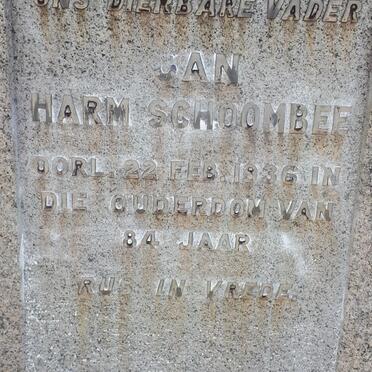 ONS DIERBARE VADER
JAN
HARM SCHOOMBEE
OORL. 22 FEB. 1936 IN
DIE OUDERDOM VAN
84 JAAR
RUS IN VREDE.